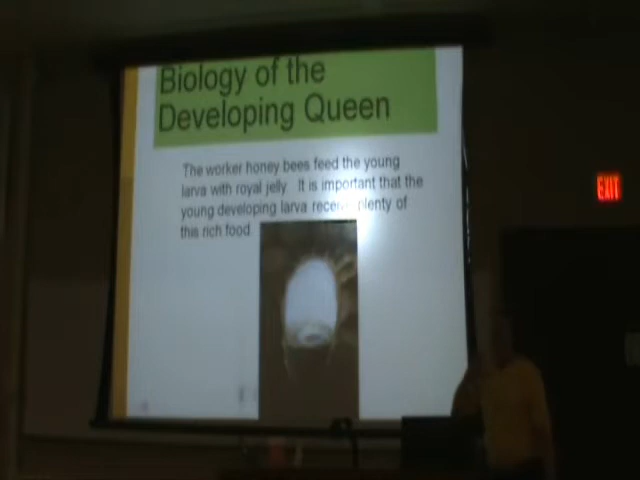 Biology of the
Developing Queen
The worker honey bees feed the young
larva with royal jelly. It is important that the
young developing larva receive plenty of
this rich food.
EXIT